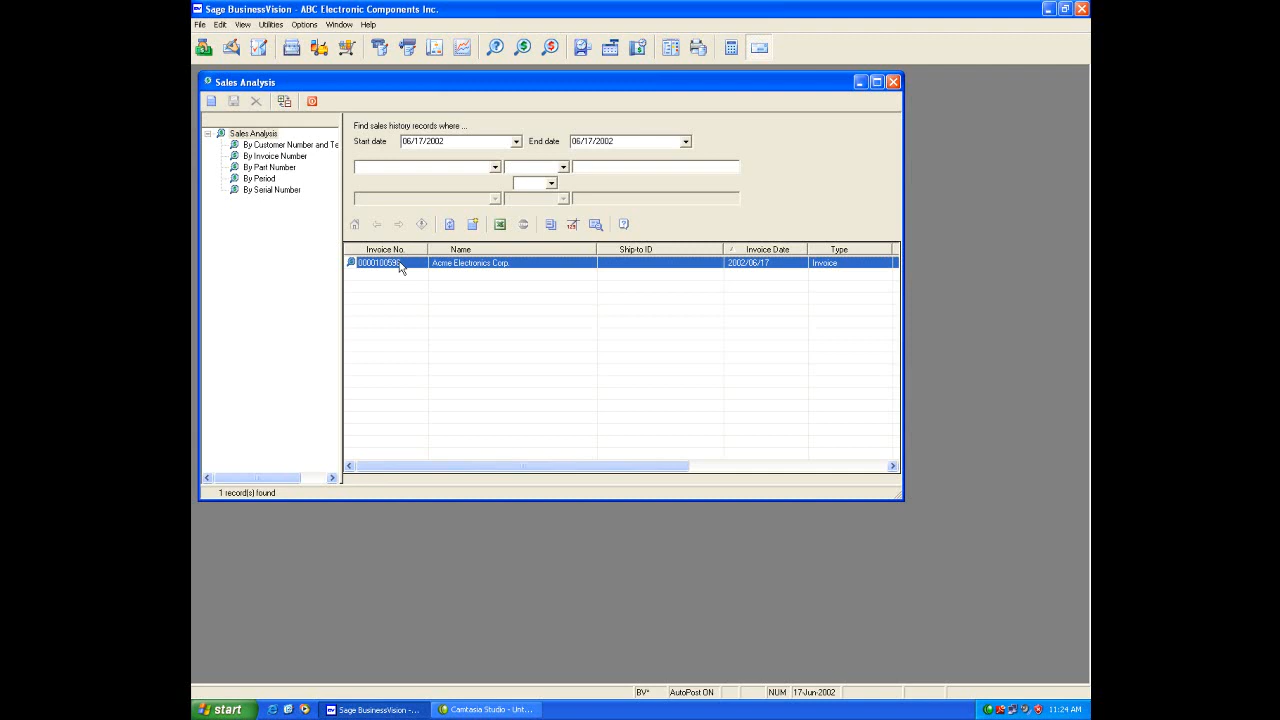 Sage BusinessVision - ABC Electronic Components Inc.
File Edit View Utilities Options Window Help
Sales Analysis
Sales Analysis
By Customer Number and Te
By Invoice Number
By Part Number
By Period
By Serial Number
Find sales history records where ...
Start date 06/17/2002 End date 06/17/2002
Invoice No. Name Ship-to ID Invoice Date Type
Acme Electronics Corp. 2002/06/17 Invoice
1 record(s) found
BV* AutoPost ON NUM 17-Jun-2002
start Sage BusinessVision -... Camtasia Studio - Unt... 11:24 AM